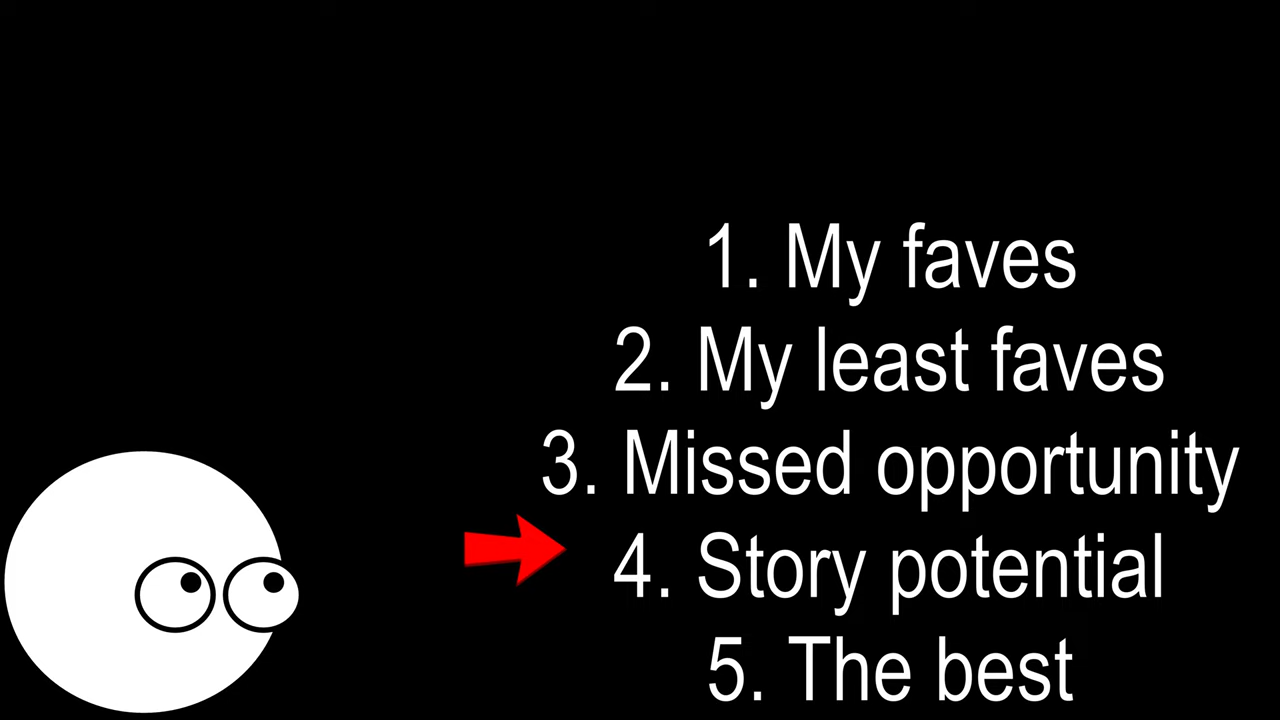 1. My faves
2. My least faves
3. Missed opportunity
4. Story potential
5. The best